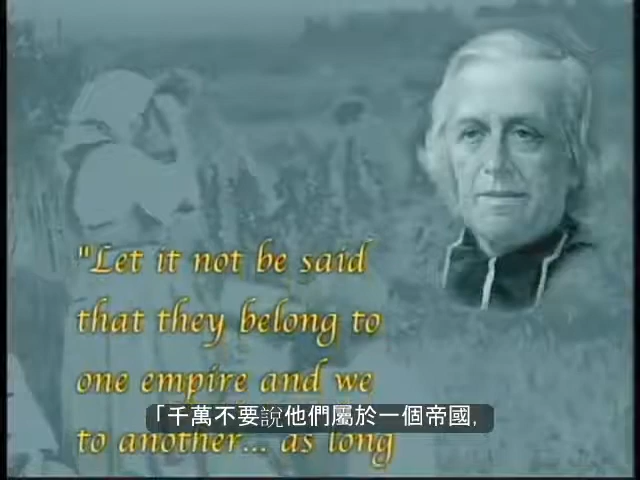 "Let it not be said
that they belong to
one empire and we
「千萬不要說他們屬於一個帝國,
to another... as long